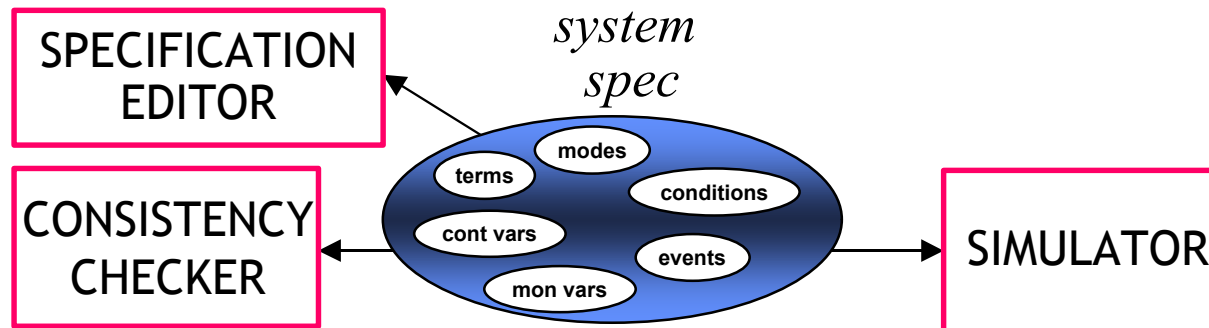 SPECIFICATION
EDITOR
system
spec
modes
terms
conditions
CONSISTENCY
CHECKER
cont vars
events
mon vars
SIMULATOR